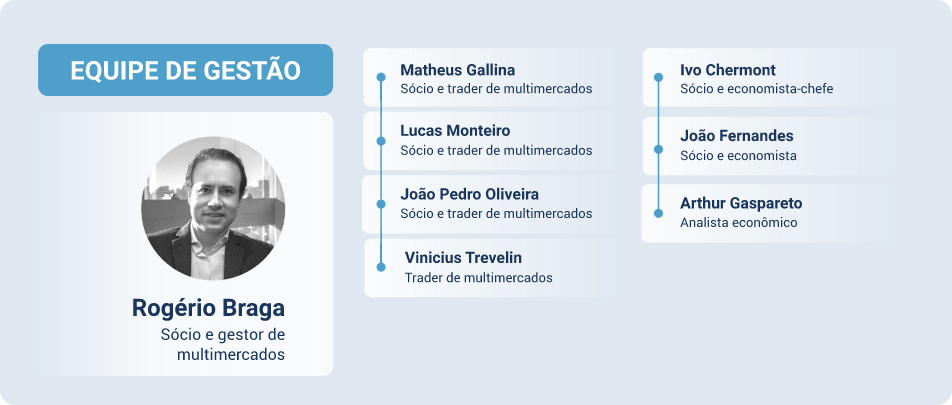 EQUIPE DE GESTÃO
Rogério Braga
Sócio e gestor de
multimercados
Matheus Gallina
Sócio e trader de multimercados
Lucas Monteiro
Sócio e trader de multimercados
João Pedro Oliveira
Sócio e trader de multimercados
Vinicius Trevelin
Trader de multimercados
Ivo Chermont
Sócio e economista-chefe
João Fernandes
Sócio e economista
Arthur Gaspareto
Analista econômico